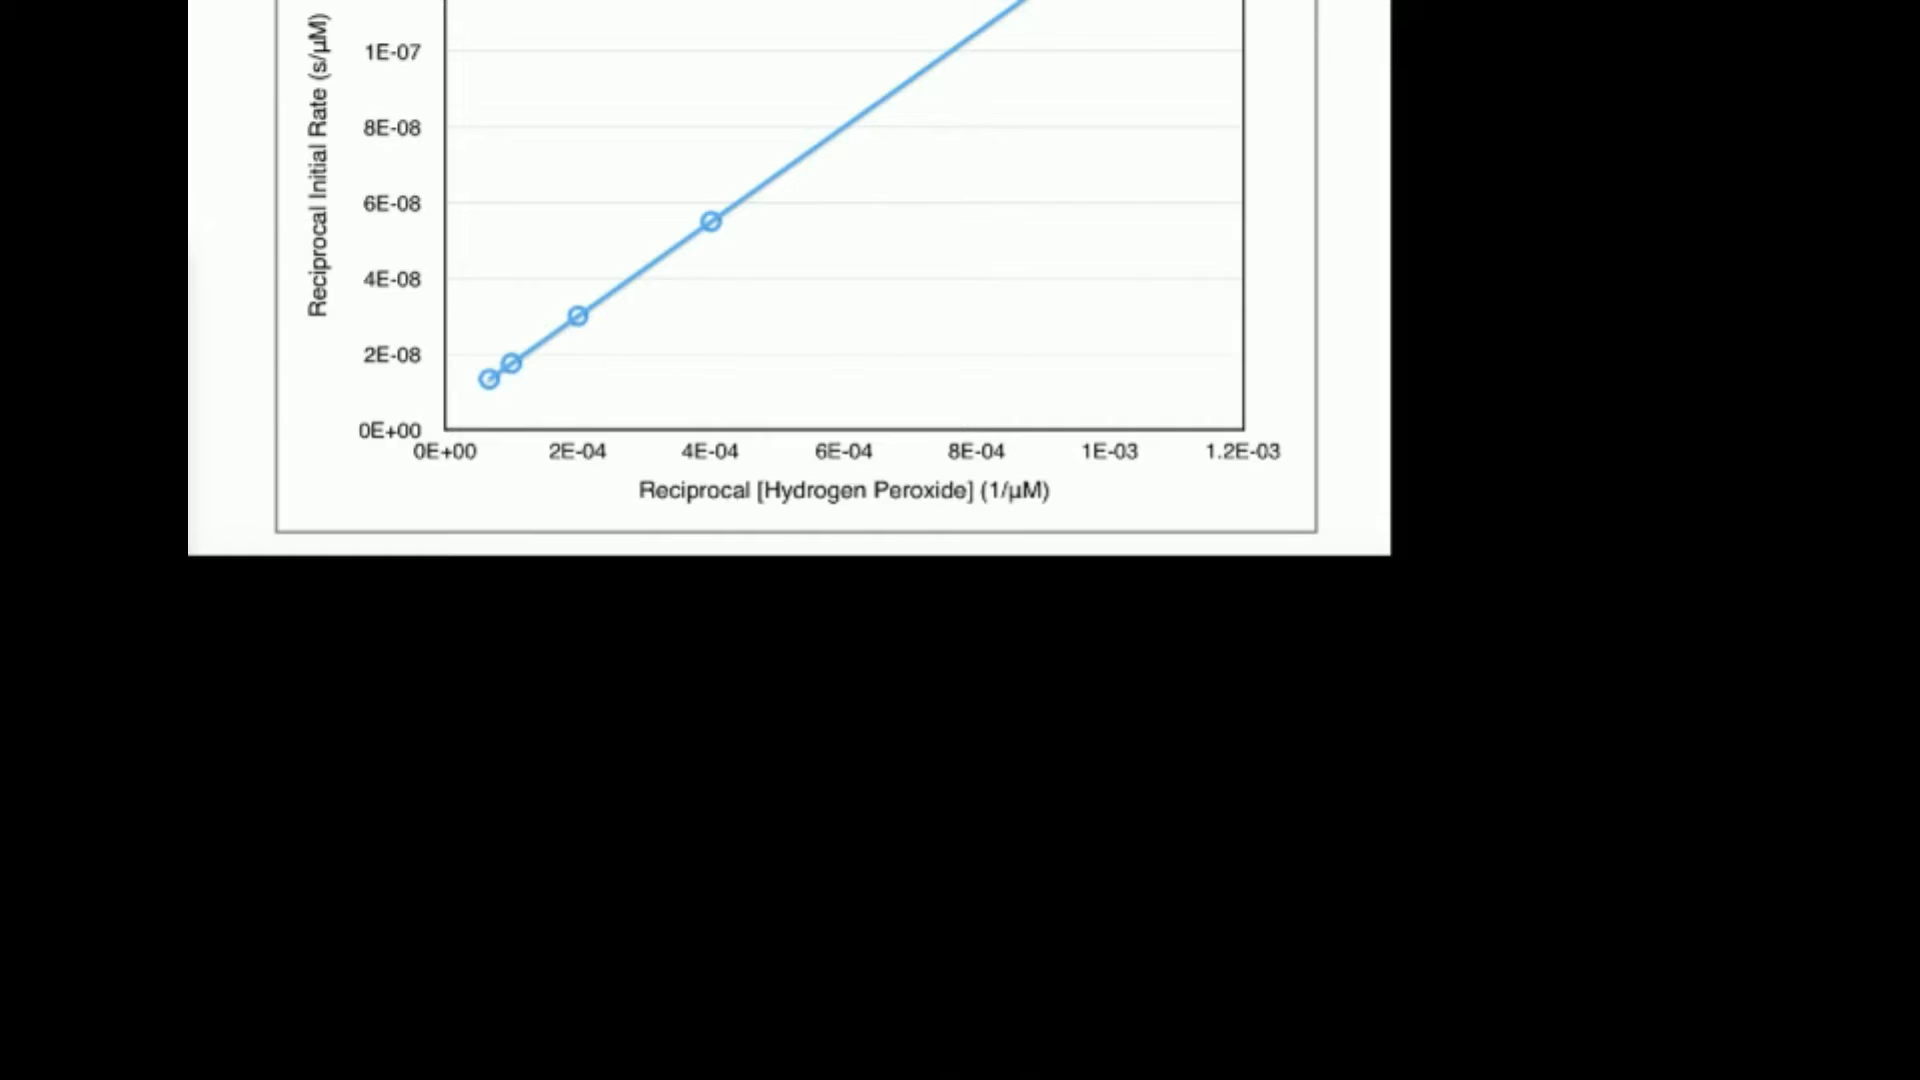 Reciprocal Initial Rate (s/µM)
1E-07
8E-08
6E-08
4E-08
2E-08
0E+00
0E+00 2E-04 4E-04 6E-04 8E-04 1E-03 1.2E-03
Reciprocal [Hydrogen Peroxide] (1/µM)